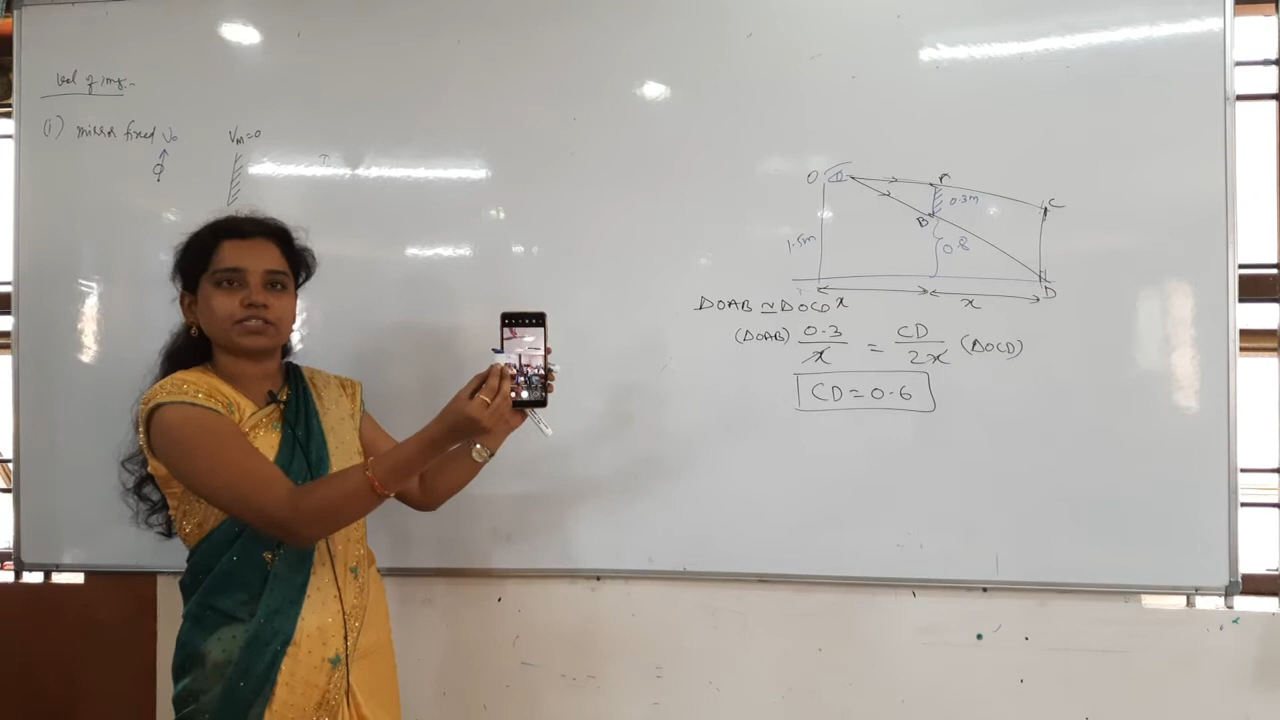 Vel of img.-
(i) mirror fixed V₀
Vₘ=0
O
A
0.3m
C
B
1.5m
0.8
D
x
x
ΔOAB ≅ ΔOCD
(ΔOAB) 0.3/x = CD/2x (ΔOCD)
CD = 0.6